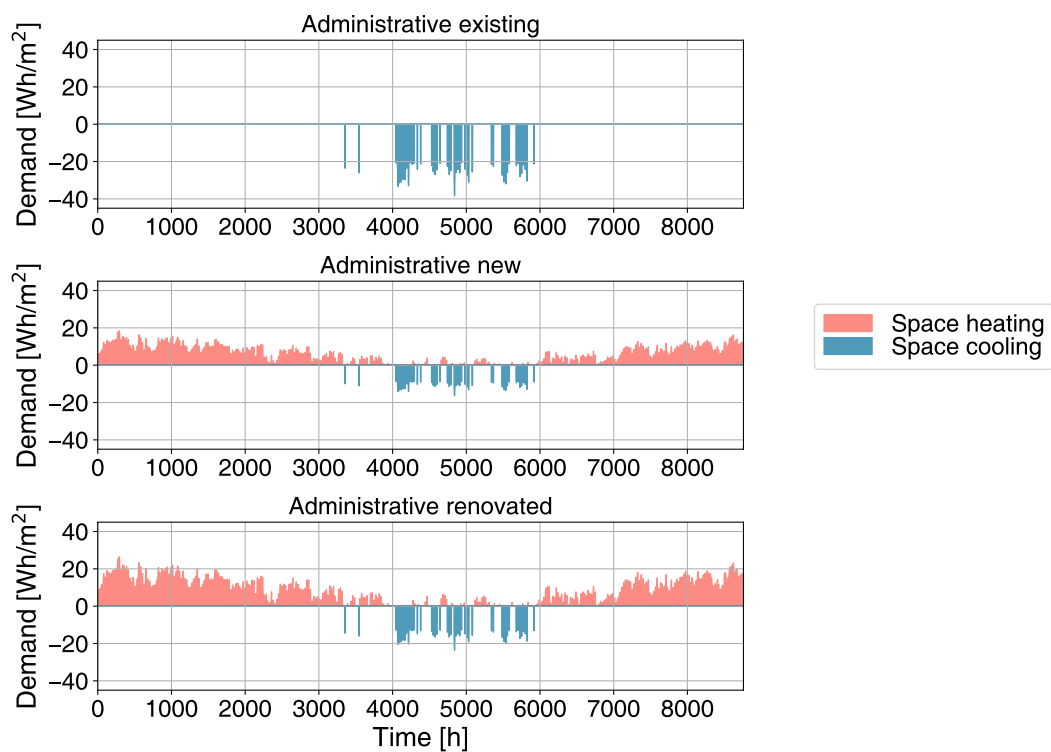 Administrative existing
Demand [Wh/m²]
40
20
0
−20
−40
0 1000 2000 3000 4000 5000 6000 7000 8000
Administrative new
Demand [Wh/m²]
40
20
0
−20
−40
0 1000 2000 3000 4000 5000 6000 7000 8000
Space heating
Space cooling
Administrative renovated
Demand [Wh/m²]
40
20
0
−20
−40
0 1000 2000 3000 4000 5000 6000 7000 8000
Time [h]